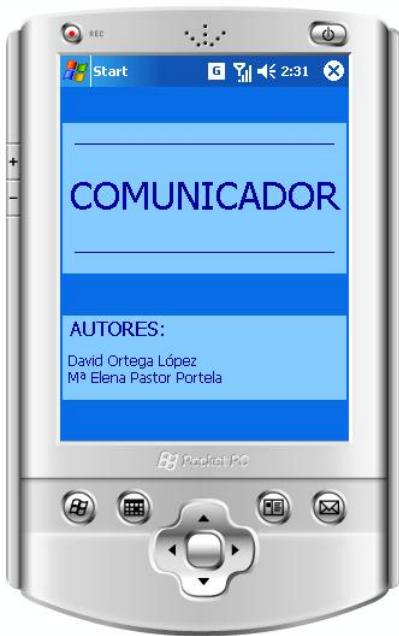 REC
Start G 2:31
+
COMUNICADOR
-
AUTORES:
David Ortega López
Mª Elena Pastor Portela
Pocket PC